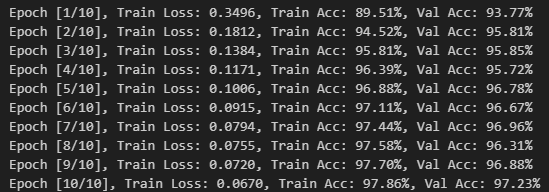 Epoch [1/10], Train Loss: 0.3496, Train Acc: 89.51%, Val Acc: 93.77%
Epoch [2/10], Train Loss: 0.1812, Train Acc: 94.52%, Val Acc: 95.81%
Epoch [3/10], Train Loss: 0.1384, Train Acc: 95.81%, Val Acc: 95.85%
Epoch [4/10], Train Loss: 0.1171, Train Acc: 96.39%, Val Acc: 95.72%
Epoch [5/10], Train Loss: 0.1006, Train Acc: 96.88%, Val Acc: 96.78%
Epoch [6/10], Train Loss: 0.0915, Train Acc: 97.11%, Val Acc: 96.67%
Epoch [7/10], Train Loss: 0.0794, Train Acc: 97.44%, Val Acc: 96.96%
Epoch [8/10], Train Loss: 0.0755, Train Acc: 97.58%, Val Acc: 96.31%
Epoch [9/10], Train Loss: 0.0720, Train Acc: 97.70%, Val Acc: 96.88%
Epoch [10/10], Train Loss: 0.0670, Train Acc: 97.86%, Val Acc: 97.23%